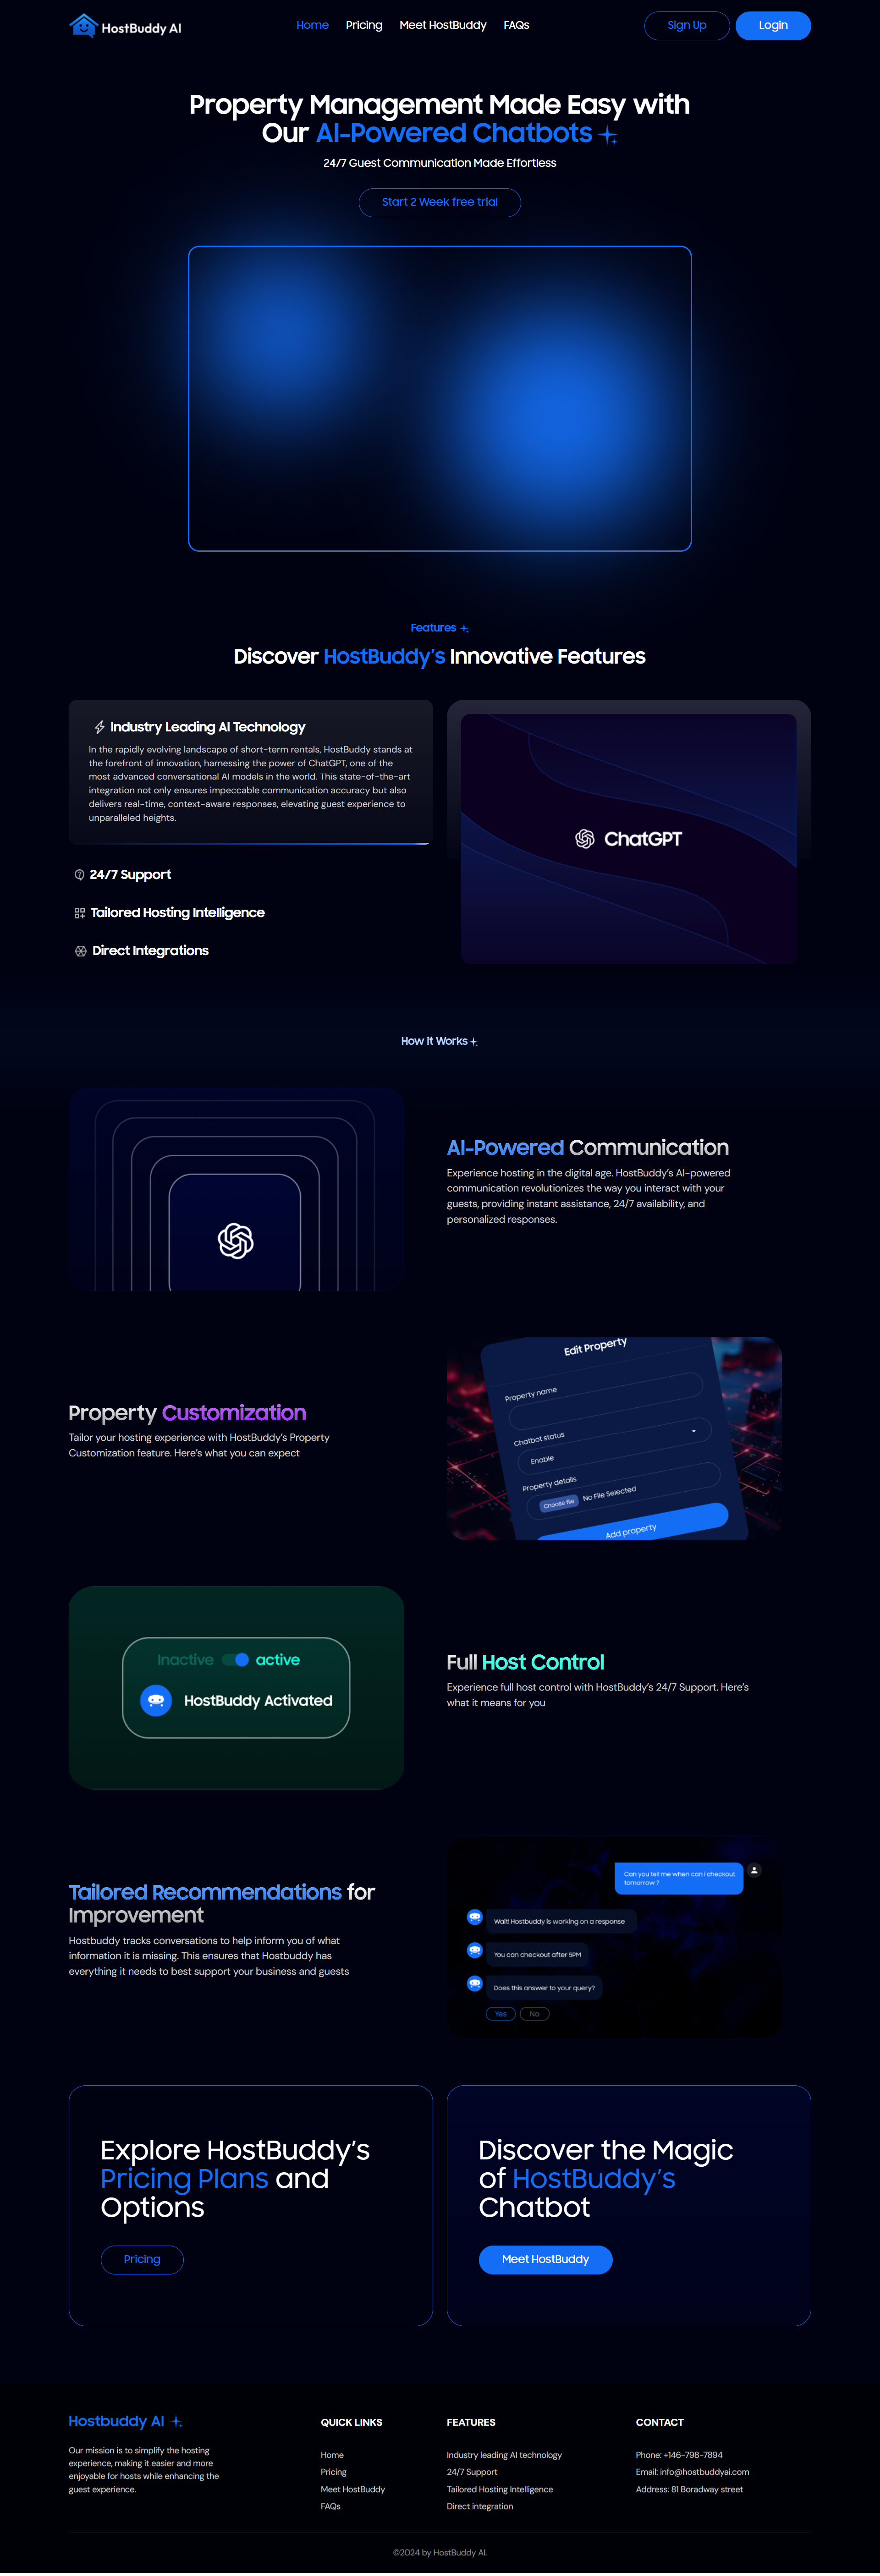 HostBuddy AI
Home
Pricing
Meet HostBuddy
FAQs
Sign Up
Login
Property Management Made Easy with
Our AI-Powered Chatbots
24/7 Guest Communication Made Effortless
Start 2 Week free trial
Features
Discover HostBuddy's Innovative Features
Industry Leading AI Technology
In the rapidly evolving landscape of short-term rentals, HostBuddy stands at
the forefront of innovation, harnessing the power of ChatGPT, one of the
most advanced conversational AI models in the world. This state-of-the-art
integration not only ensures impeccable communication accuracy but also
delivers real-time, context-aware responses, elevating guest experience to
unparalleled heights.
24/7 Support
Tailored Hosting Intelligence
Direct Integrations
ChatGPT
How It Works
AI-Powered Communication
Experience hosting in the digital age. HostBuddy's AI-powered
communication revolutionizes the way you interact with your
guests, providing instant assistance, 24/7 availability, and
personalized responses.
Property Customization
Tailor your hosting experience with HostBuddy's Property
Customization feature. Here's what you can expect
Edit Property
Property name
Chatbot status
Enable
Property details
Choose file
No File Selected
Add property
Inactive
active
HostBuddy Activated
Full Host Control
Experience full host control with HostBuddy's 24/7 Support. Here's
what it means for you
Tailored Recommendations for
Improvement
Hostbuddy tracks conversations to help inform you of what
information it is missing. This ensures that Hostbuddy has
everything it needs to best support your business and guests
Can you tell me when can i checkout
tomorrow ?
Wait! Hostbuddy is working on a response
You can checkout after 5PM
Does this answer to your query?
Yes
No
Explore HostBuddy's
Pricing Plans and
Options
Pricing
Discover the Magic
of HostBuddy's
Chatbot
Meet HostBuddy
Hostbuddy AI
Our mission is to simplify the hosting
experience, making it easier and more
enjoyable for hosts while enhancing the
guest experience.
QUICK LINKS
Home
Pricing
Meet HostBuddy
FAQs
FEATURES
Industry leading AI technology
24/7 Support
Tailored Hosting Intelligence
Direct integration
CONTACT
Phone: +146-798-7894
Email: info@hostbuddyai.com
Address: 81 Boradway street
©2024 by HostBuddy AI.